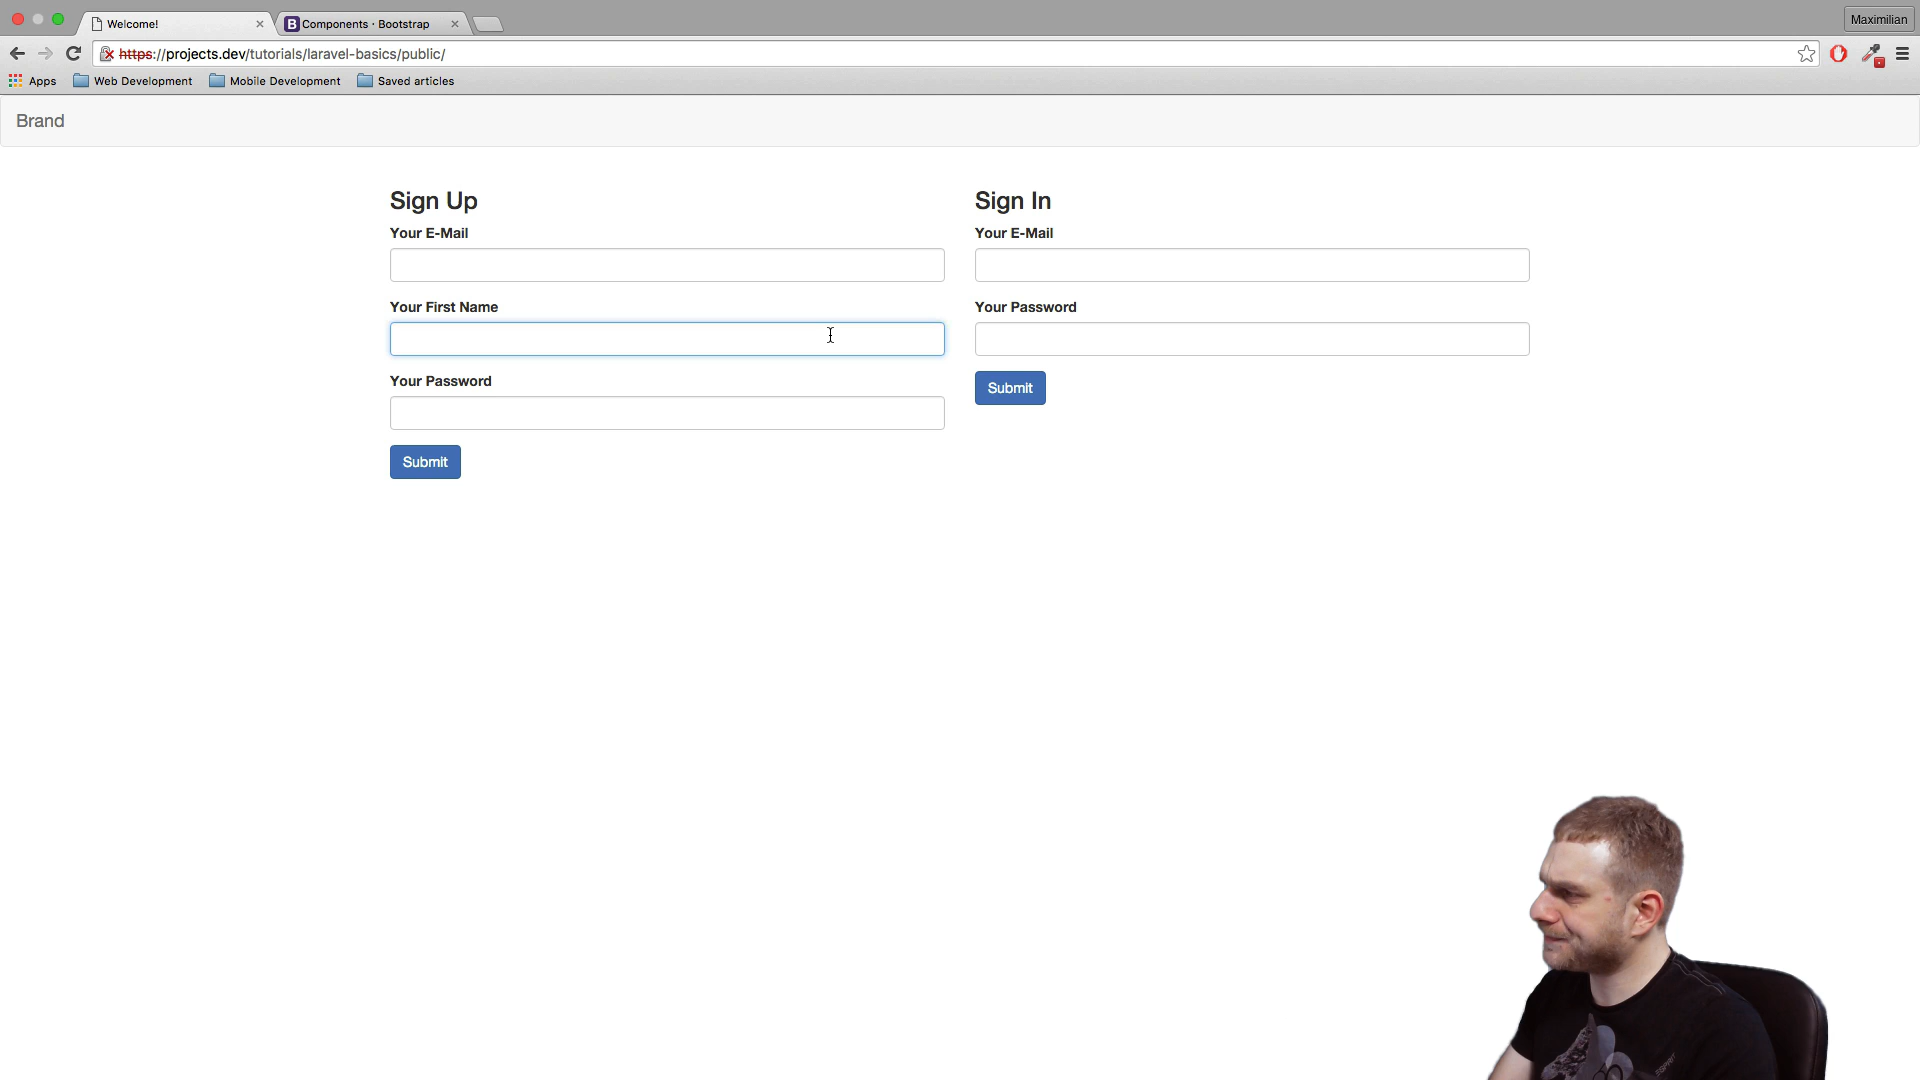 Welcome!
B Components · Bootstrap
Maximilian
https://projects.dev/tutorials/laravel-basics/public/
Apps
Web Development
Mobile Development
Saved articles
Brand
Sign Up
Your E-Mail
Your First Name
Your Password
Submit
Sign In
Your E-Mail
Your Password
Submit
ESPRIT